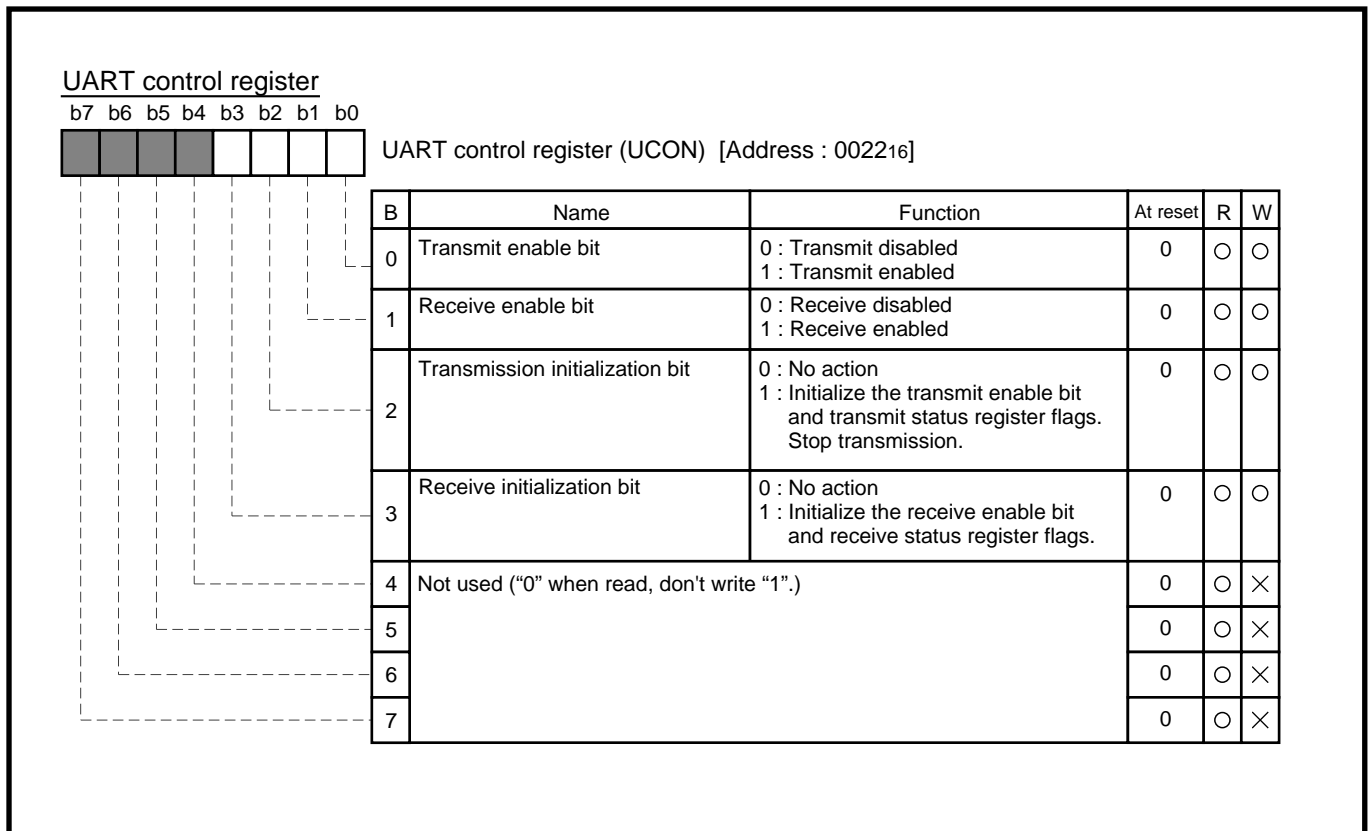 UART control register
b7 b6 b5 b4 b3 b2 b1 b0
UART control register (UCON) [Address : 002216]
B Name Function At reset R W
0 Transmit enable bit 0 : Transmit disabled 0 ○ ○
1 : Transmit enabled
1 Receive enable bit 0 : Receive disabled 0 ○ ○
1 : Receive enabled
2 Transmission initialization bit 0 : No action 0 ○ ○
1 : Initialize the transmit enable bit
and transmit status register flags.
Stop transmission.
3 Receive initialization bit 0 : No action 0 ○ ○
1 : Initialize the receive enable bit
and receive status register flags.
4 Not used (“0” when read, don't write “1”.) 0 ○ ×
5 0 ○ ×
6 0 ○ ×
7 0 ○ ×